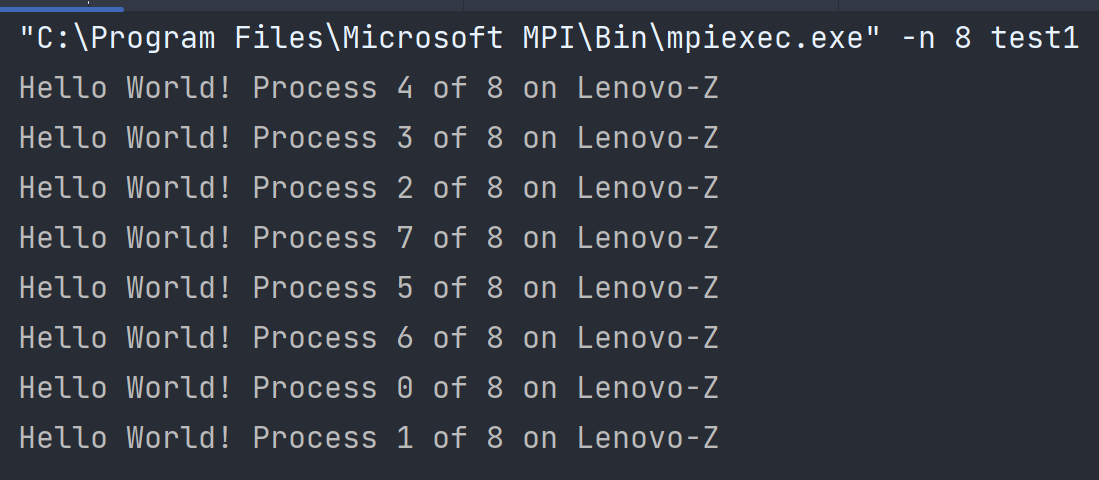 "C:\Program Files\Microsoft MPI\Bin\mpiexec.exe" -n 8 test1
Hello World! Process 4 of 8 on Lenovo-Z
Hello World! Process 3 of 8 on Lenovo-Z
Hello World! Process 2 of 8 on Lenovo-Z
Hello World! Process 7 of 8 on Lenovo-Z
Hello World! Process 5 of 8 on Lenovo-Z
Hello World! Process 6 of 8 on Lenovo-Z
Hello World! Process 0 of 8 on Lenovo-Z
Hello World! Process 1 of 8 on Lenovo-Z